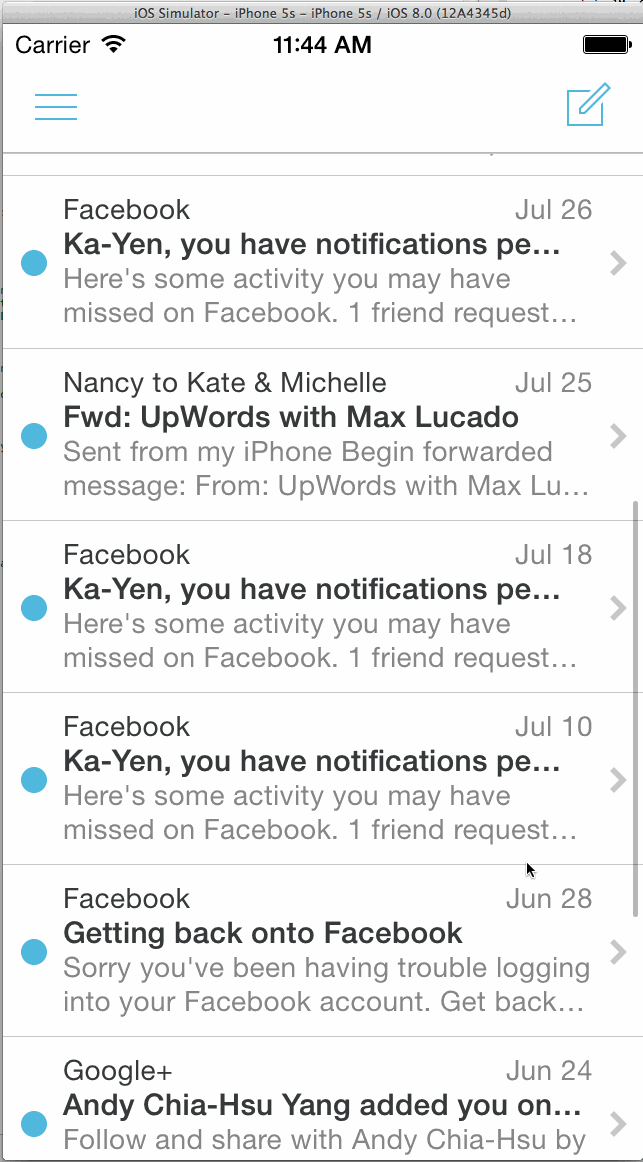 iOS Simulator – iPhone 5s – iPhone 5s / iOS 8.0 (12A4345d)
Carrier 11:44 AM
Facebook Jul 26
Ka-Yen, you have notifications pe...
Here's some activity you may have
missed on Facebook. 1 friend request...
Nancy to Kate & Michelle Jul 25
Fwd: UpWords with Max Lucado
Sent from my iPhone Begin forwarded
message: From: UpWords with Max Lu...
Facebook Jul 18
Ka-Yen, you have notifications pe...
Here's some activity you may have
missed on Facebook. 1 friend request...
Facebook Jul 10
Ka-Yen, you have notifications pe...
Here's some activity you may have
missed on Facebook. 1 friend request...
Facebook Jun 28
Getting back onto Facebook
Sorry you've been having trouble logging
into your Facebook account. Get back...
Google+ Jun 24
Andy Chia-Hsu Yang added you on...
Follow and share with Andy Chia-Hsu by